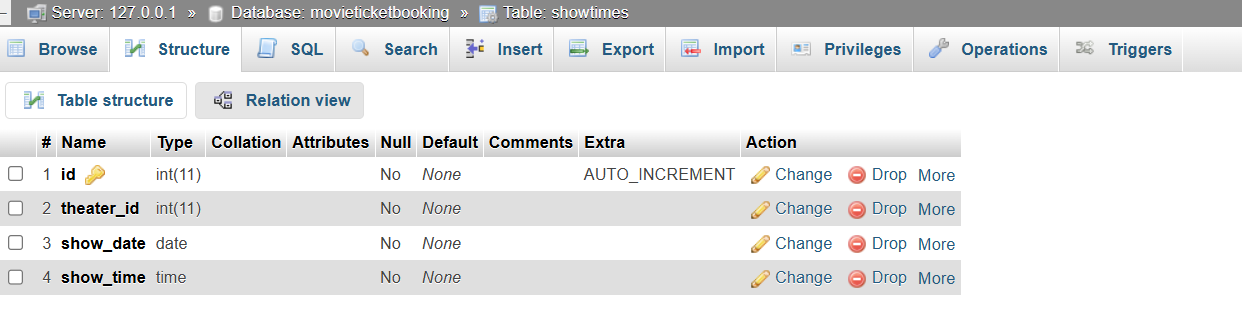 Server: 127.0.0.1 » Database: movieticketbooking » Table: showtimes
Browse Structure SQL Search Insert Export Import Privileges Operations Triggers
Table structure Relation view
# Name Type Collation Attributes Null Default Comments Extra Action
1 id int(11) No None AUTO_INCREMENT Change Drop More
2 theater_id int(11) No None Change Drop More
3 show_date date No None Change Drop More
4 show_time time No None Change Drop More